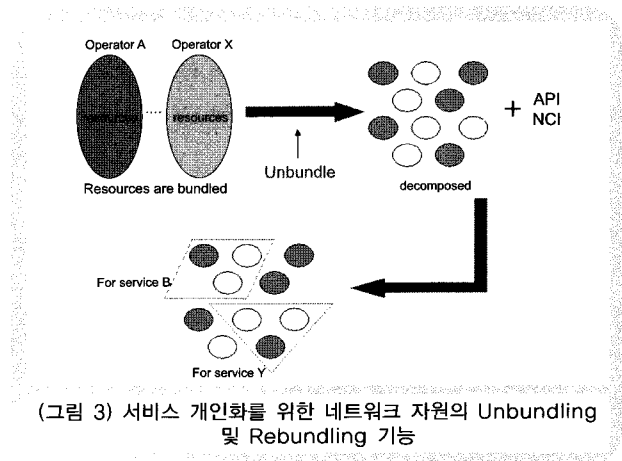 Operator A
Operator X
resources
....
resources
+ API
NCI
Unbundle
Resources are bundled
decomposed
For service B
For service Y
(그림 3) 서비스 개인화를 위한 네트워크 자원의 Unbundling
및 Rebundling 기능